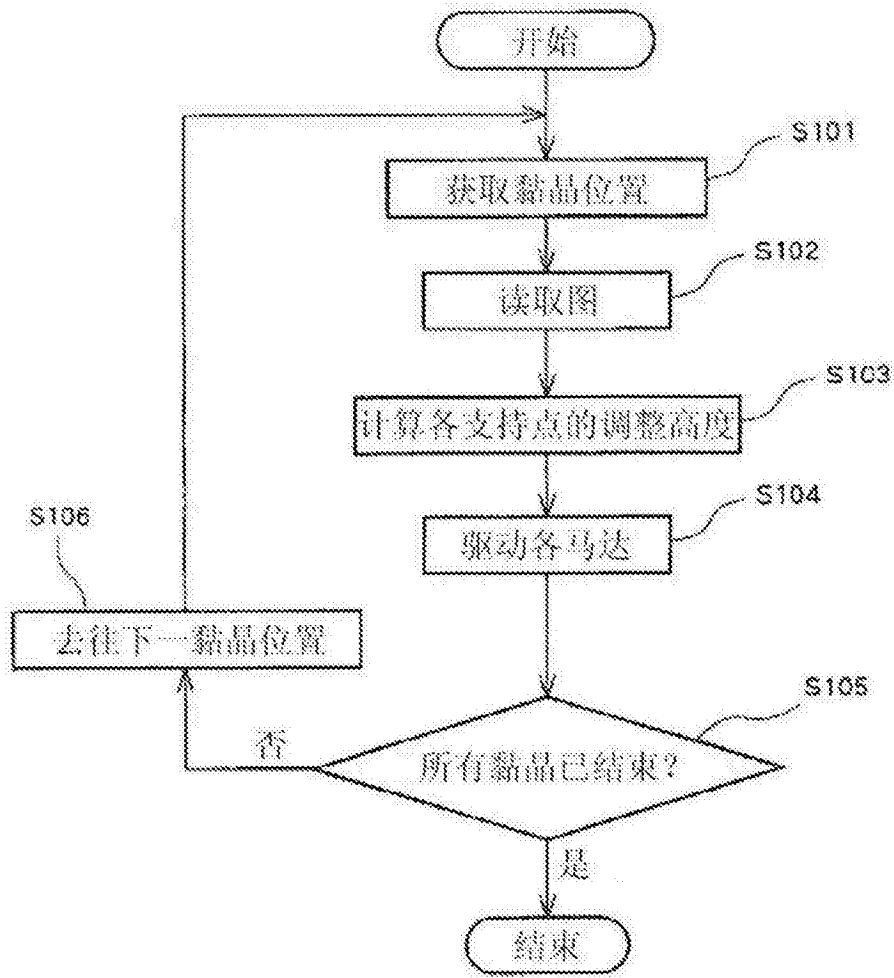 开始
S101
获取黏晶位置
S102
读取图
S103
计算各支持点的调整高度
S104
驱动各马达
S106
去往下一黏晶位置
S105
所有黏晶已结束?
否
是
结束